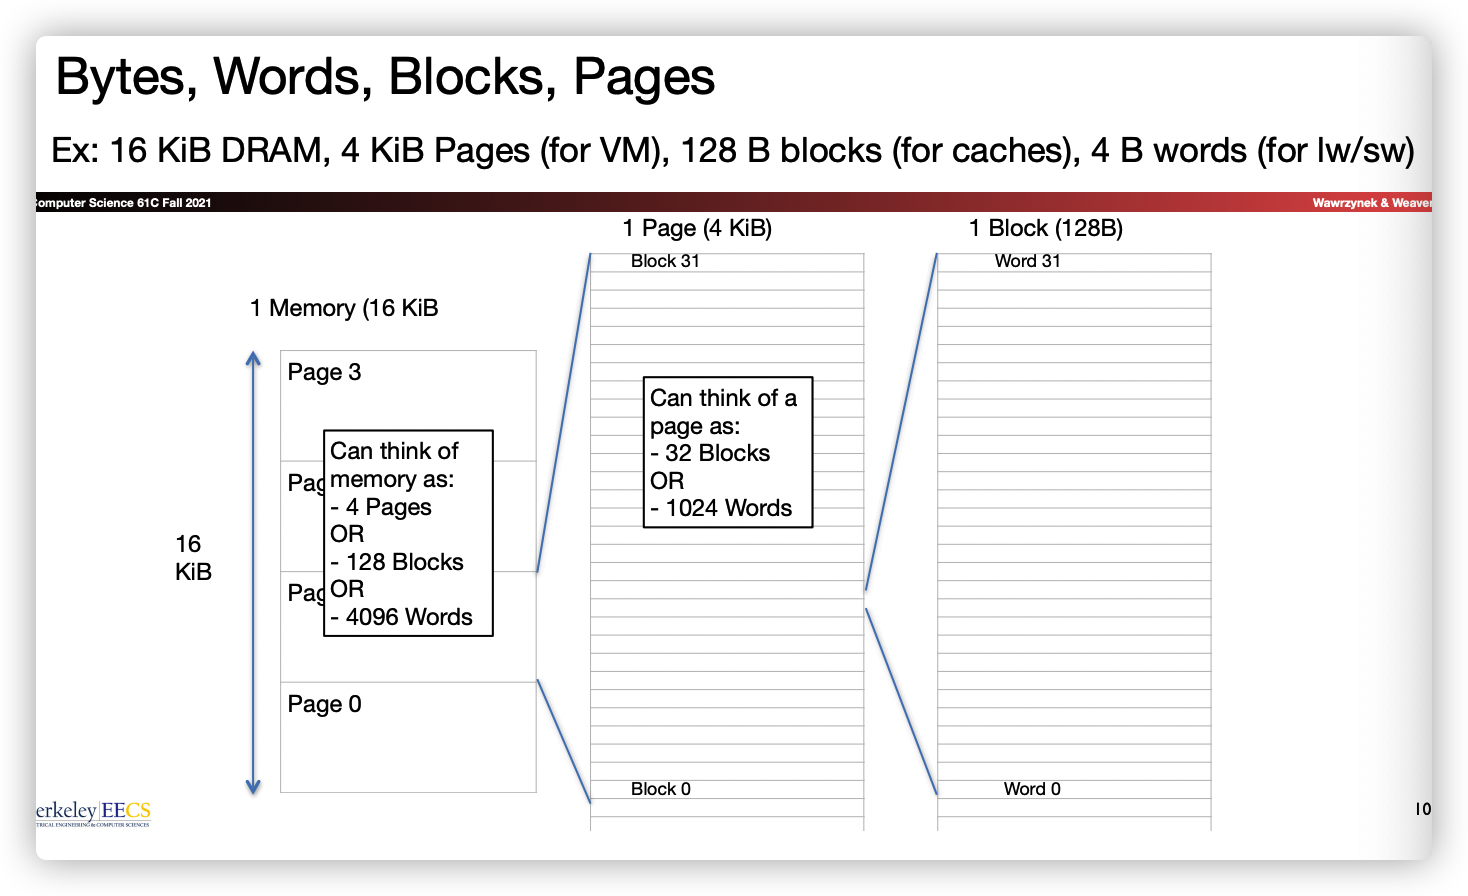 Bytes, Words, Blocks, Pages
Ex: 16 KiB DRAM, 4 KiB Pages (for VM), 128 B blocks (for caches), 4 B words (for lw/sw)
omputer Science 61C Fall 2021
Wawrzynek & Weaver
1 Page (4 KiB)
1 Block (128B)
Block 31
Word 31
1 Memory (16 KiB
Page 3
Can think of a
page as:
- 32 Blocks
OR
- 1024 Words
Can think of
memory as:
- 4 Pages
OR
- 128 Blocks
OR
- 4096 Words
Pag
Pag
16
KiB
Page 0
Block 0
Word 0
erkeley EECS
TRICAL ENGINEERING & COMPUTER SCIENCES
10